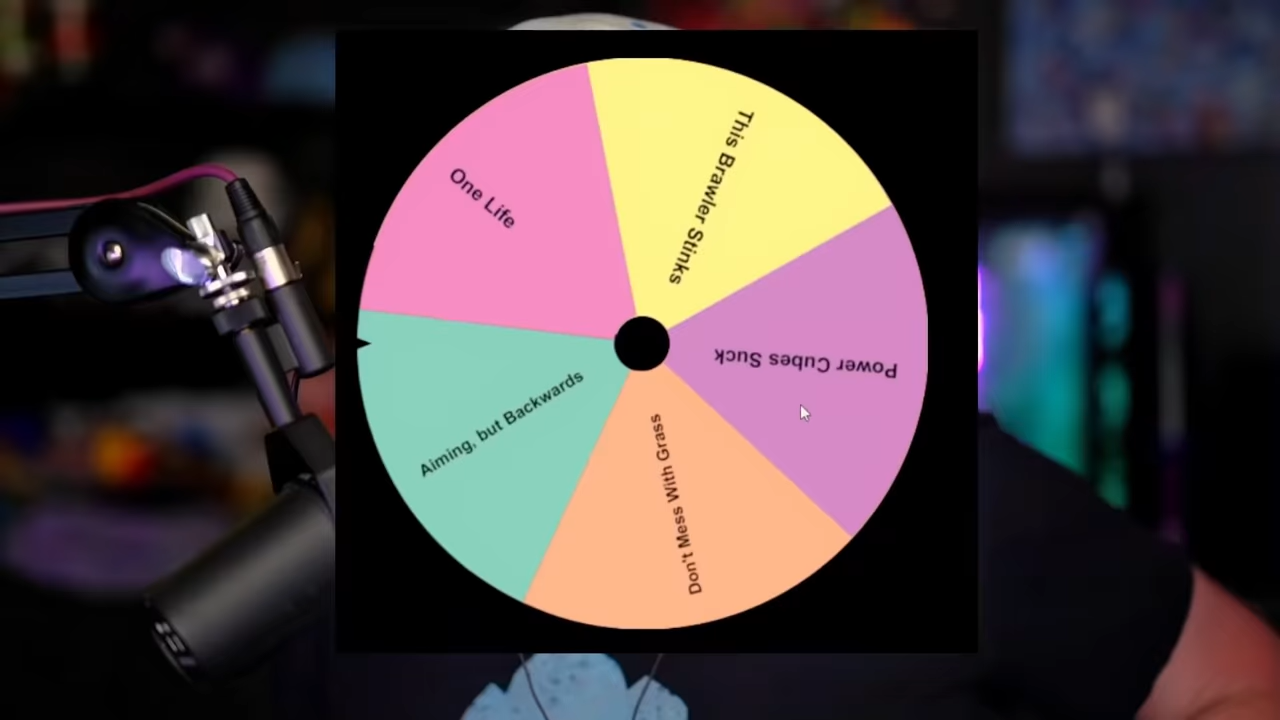 This Brawler Stinks
One Life
Power Cubes Suck
Aiming, but Backwards
Don't Mess With Grass